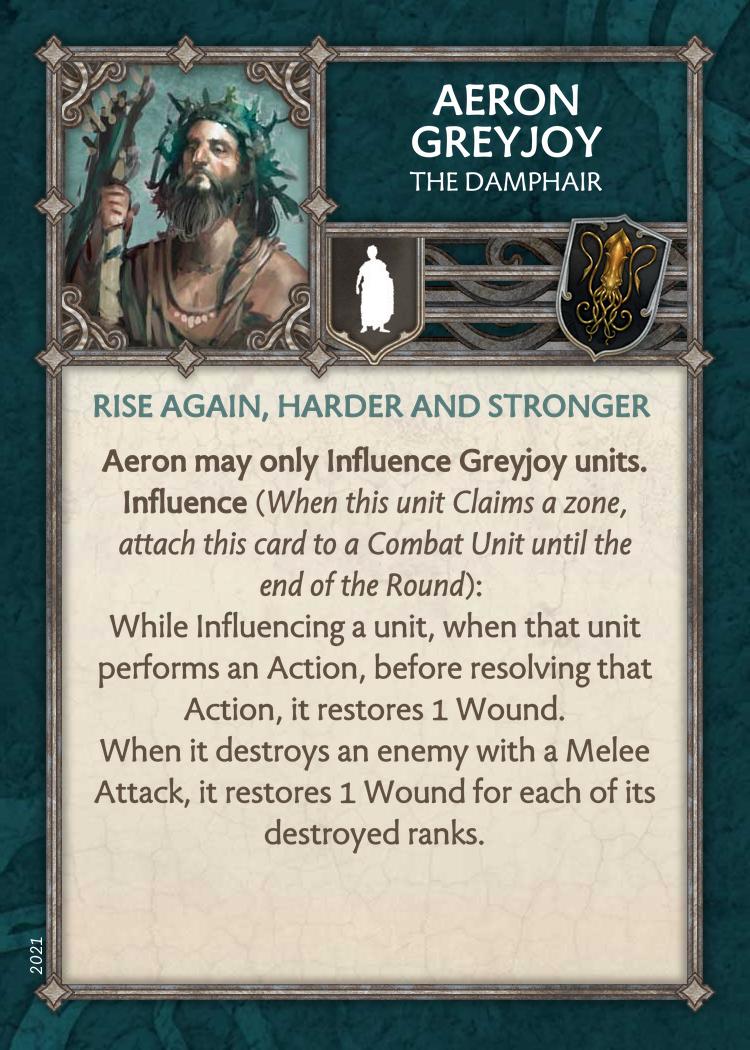 AERON
GREYJOY
THE DAMPHAIR
RISE AGAIN, HARDER AND STRONGER
Aeron may only Influence Greyjoy units.
Influence (When this unit Claims a zone,
attach this card to a Combat Unit until the
end of the Round):
While Influencing a unit, when that unit
performs an Action, before resolving that
Action, it restores 1 Wound.
When it destroys an enemy with a Melee
Attack, it restores 1 Wound for each of its
destroyed ranks.
2021